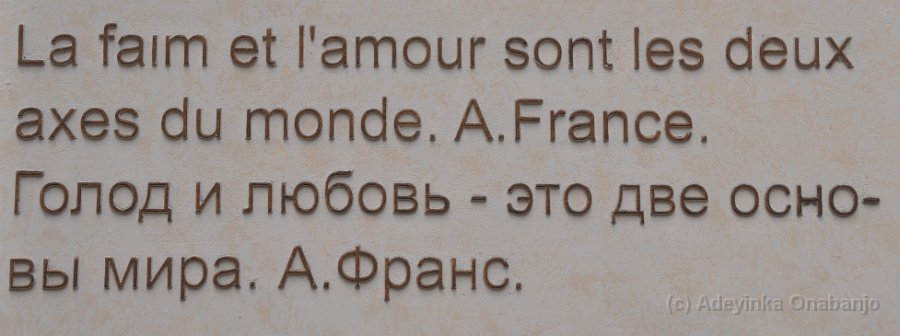 La faim et l'amour sont les deux
axes du monde. A.France.
Голод и любовь - это две осно-
вы мира. А.Франс.
(c) Adeyinka Onabanjo